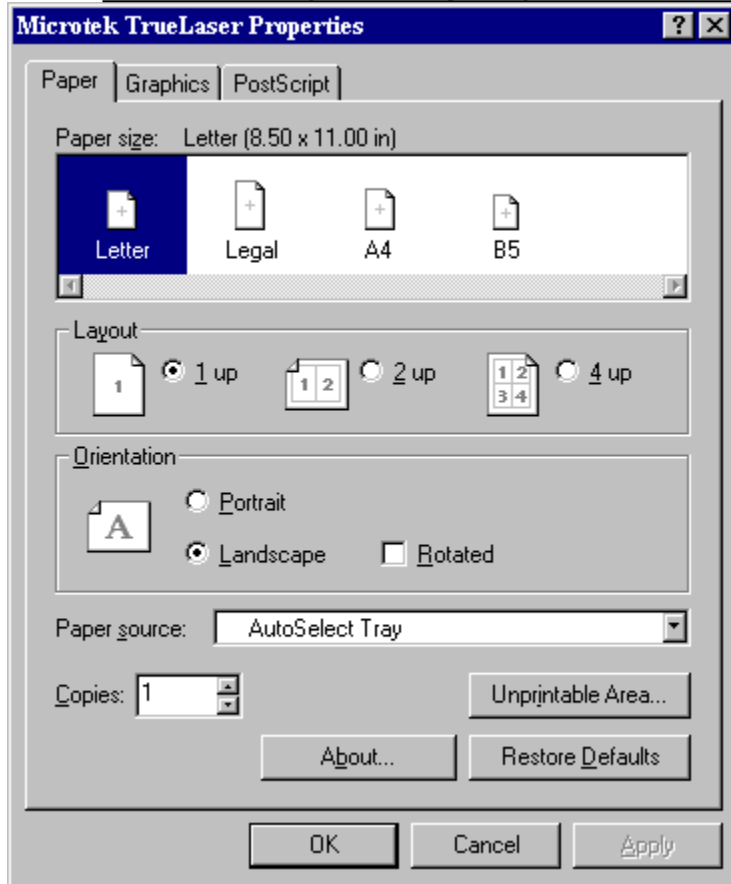 Microtek TrueLaser Properties
Paper Graphics PostScript
Paper size: Letter (8.50 x 11.00 in)
Letter Legal A4 B5
Layout
1 1 up 1 2 2 up 1 2 4 up
3 4
Orientation
Portrait
A
Landscape Rotated
Paper source: AutoSelect Tray
Copies: 1 Unprintable Area...
About... Restore Defaults
OK Cancel Apply